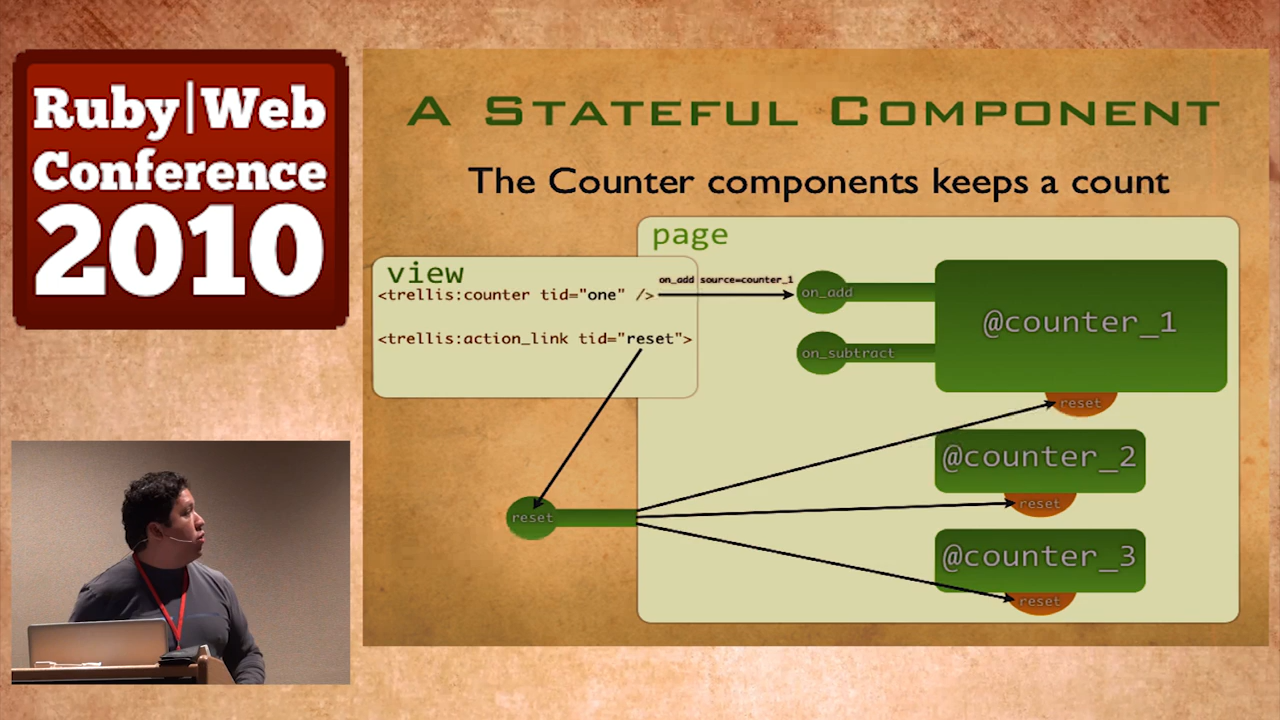 Ruby|Web
Conference
2010
A STATEFUL COMPONENT
The Counter components keeps a count
page
view
<trellis:counter tid="one" />
on_add source=counter_1
on_add
@counter_1
<trellis:action_link tid="reset">
on_subtract
reset
@counter_2
reset
reset
@counter_3
reset